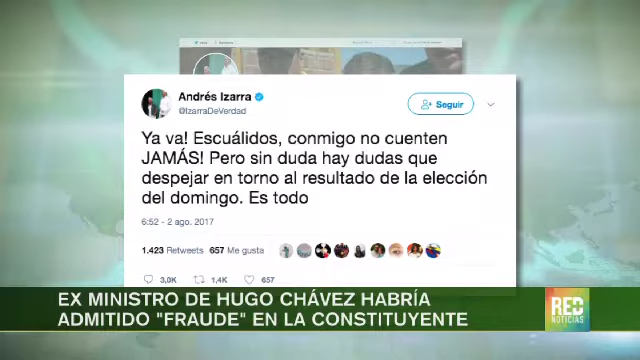 Andrés Izarra
@IzarraDeVerdad
Seguir
Ya va! Escuálidos, conmigo no cuenten
JAMÁS! Pero sin duda hay dudas que
despejar en torno al resultado de la elección
del domingo. Es todo
6:52 - 2 ago. 2017
1.423 Retweets 657 Me gusta
3,0K 1,4K 657
EX MINISTRO DE HUGO CHÁVEZ HABRÍA
ADMITIDO "FRAUDE" EN LA CONSTITUYENTE
RED+
NOTICIAS